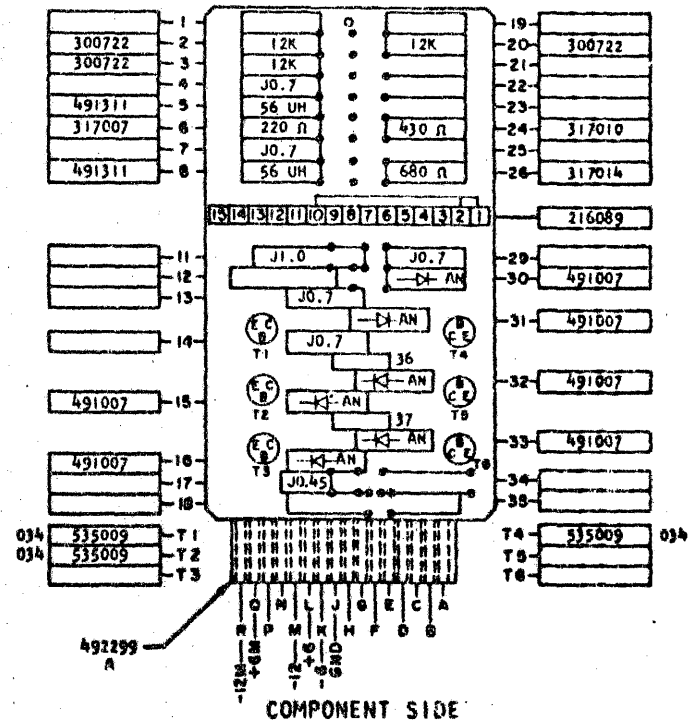 1 19
300722 2 12K 12K 20 300722
300722 3 12K 21
4 J0.7 22
491311 5 56 UH 23
317007 6 220 Ω 430 Ω 24 317010
7 J0.7 25
491311 8 56 UH 680 Ω 26 317014
15 14 13 12 11 10 9 8 7 6 5 4 3 2 1 216089
11 J1.0 J0.7 29
12 AN 30 491007
13 J0.7
AN 31 491007
E C B B C E
14 J0.7
T1 T4
36
AN 32 491007
E C B B C E
491007 15 AN
T2 T5
37
AN 33 491007
E C B B C E
491007 16 AN
T3 T6
17 J0.45 34
18 35
034 535009 T1 T4 535009 034
034 535009 T2 T5
T3 T6
O N L J G E C A
R P M K H F D B
492299
A
-12M +6M -12 +6 -6 GND
COMPONENT SIDE